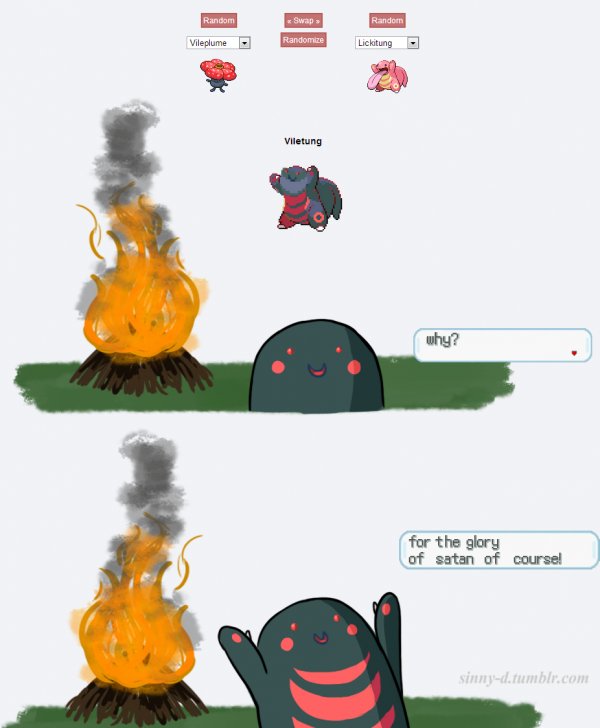 Random « Swap » Random
Vileplume Randomize Lickitung
Viletung
why?
for the glory
of satan of course!
sinny-d.tumblr.com